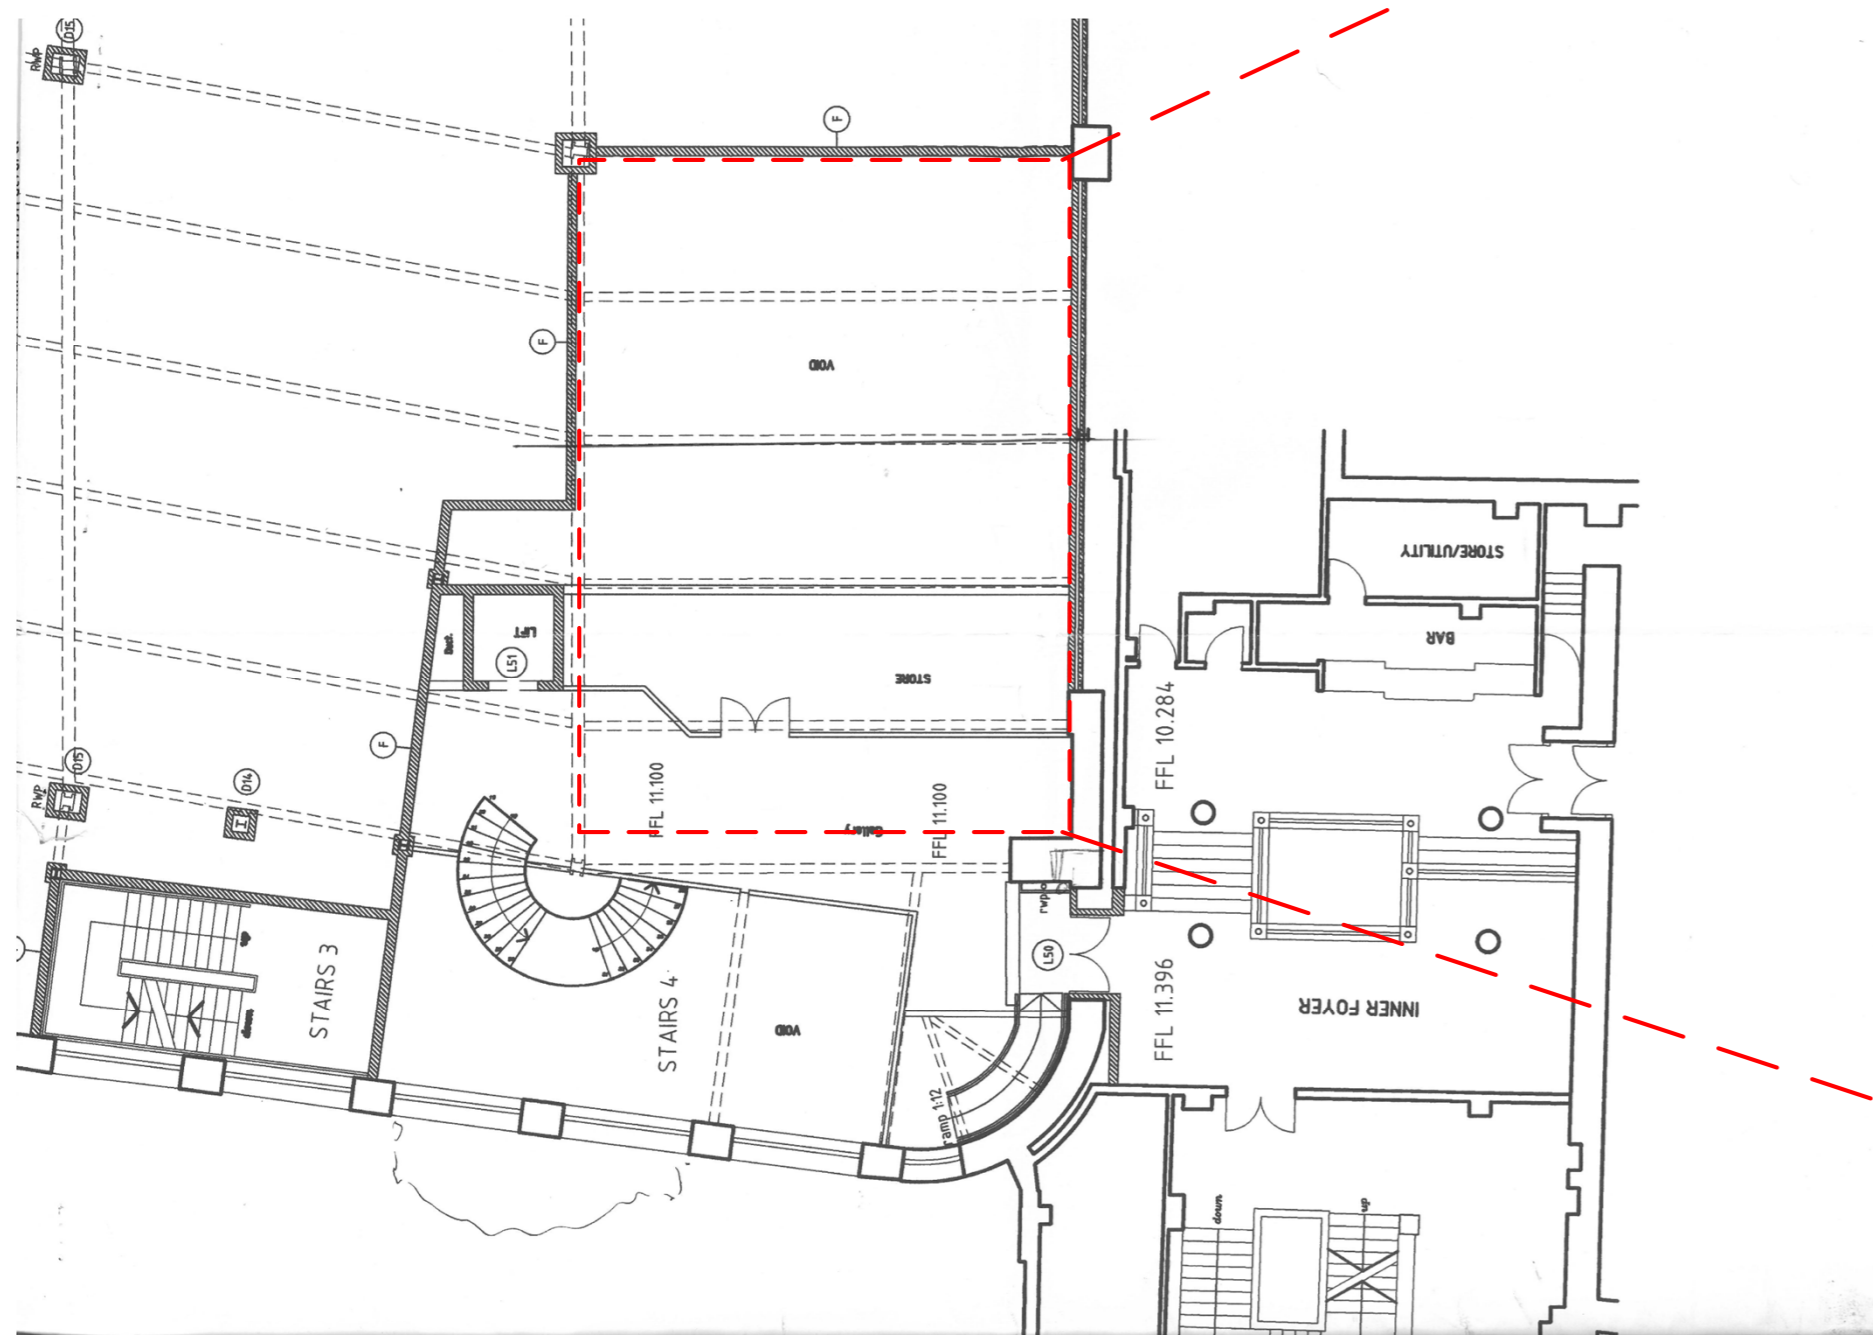 D15
RWP
F
F
VOID
STORE/UTILITY
LIFT
Dct.
L51
BAR
STORE
FFL 10.284
F
D15
RWP
D14
FFL 11.100
FFL 11.100
Gallery
rwp
up
STAIRS 3
down
L50
STAIRS 4
VOID
FFL 11.396
INNER FOYER
ramp 1:12
down
up